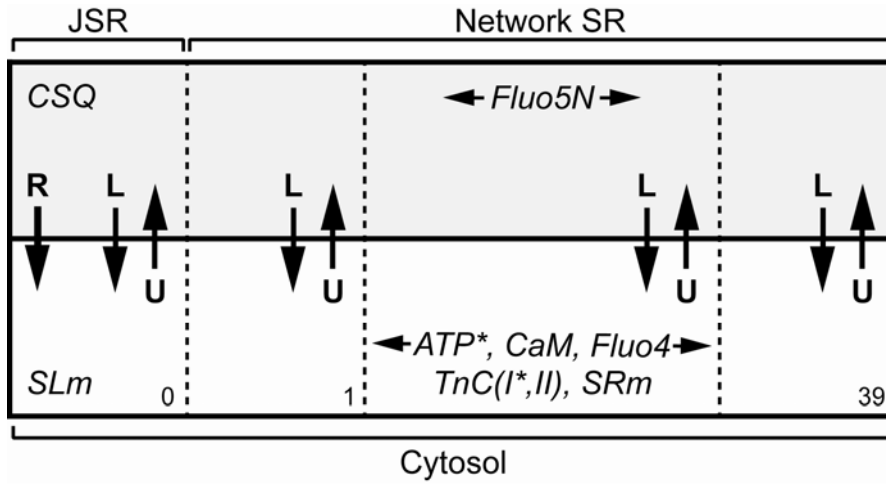 JSR Network SR
CSQ Fluo5N
R L L L L
U U U U
ATP*, CaM, Fluo4
TnC(I*,II), SRm
SLm 0 1 39
Cytosol